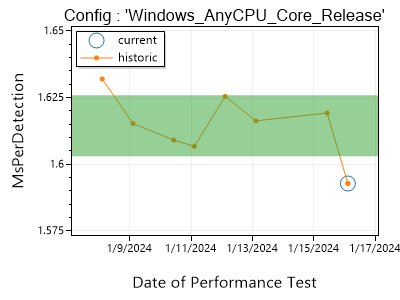 Config : 'Windows_AnyCPU_Core_Release'
current
historic
MsPerDetection
1.65
1.625
1.6
1.575
1/9/2024
1/11/2024
1/13/2024
1/15/2024
1/17/2024
Date of Performance Test